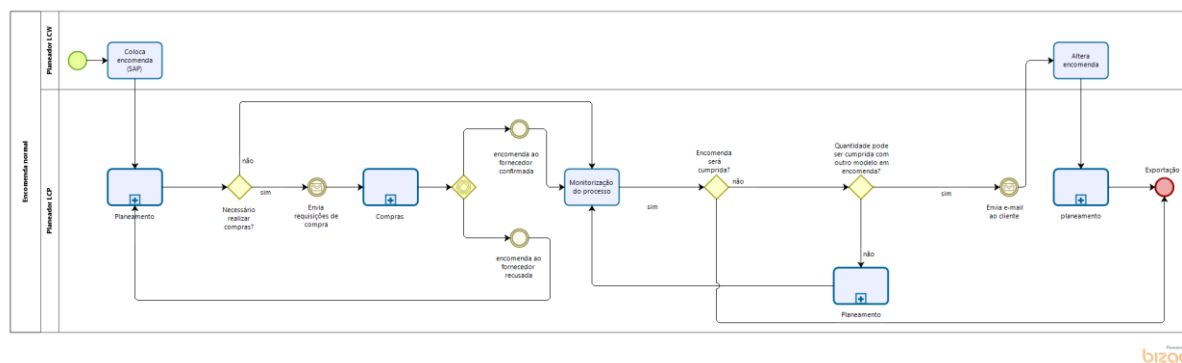 Encomenda normal
Planeador LCW
Planeador LCP
Coloca
encomenda
(SAP)
Altera
encomenda
Planeamento
não
sim
Necessário
realizar
compras?
Envia
requisições de
compra
Compras
encomenda ao
fornecedor
confirmada
encomenda ao
fornecedor
recusada
Monitorização
do processo
sim
Encomenda
será
cumprida?
não
Quantidade pode
ser cumprida com
outro modelo em
encomenda?
sim
não
Planeamento
Envia e-mail
ao cliente
planeamento
Exportação